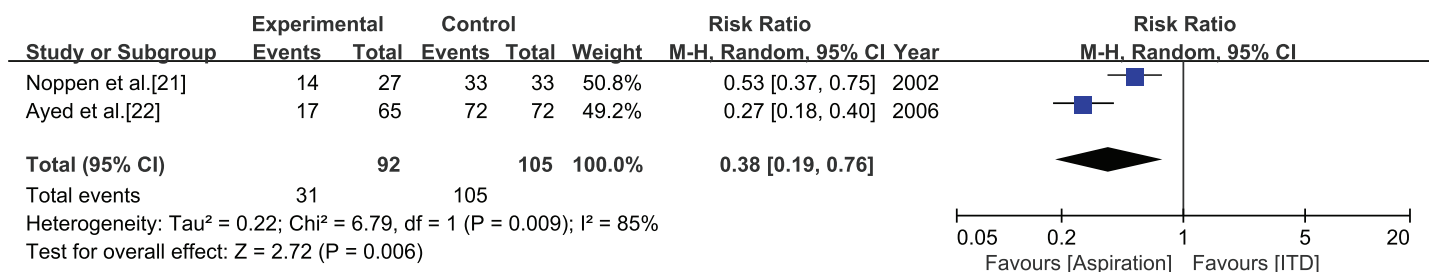 Experimental Control Risk Ratio Risk Ratio
Study or Subgroup Events Total Events Total Weight M-H, Random, 95% CI Year M-H, Random, 95% CI
Noppen et al.[21] 14 27 33 33 50.8% 0.53 [0.37, 0.75] 2002
Ayed et al.[22] 17 65 72 72 49.2% 0.27 [0.18, 0.40] 2006
Total (95% CI) 92 105 100.0% 0.38 [0.19, 0.76]
Total events 31 105
Heterogeneity: Tau² = 0.22; Chi² = 6.79, df = 1 (P = 0.009); I² = 85%
Test for overall effect: Z = 2.72 (P = 0.006)
0.05 0.2 1 5 20
Favours [Aspiration] Favours [ITD]